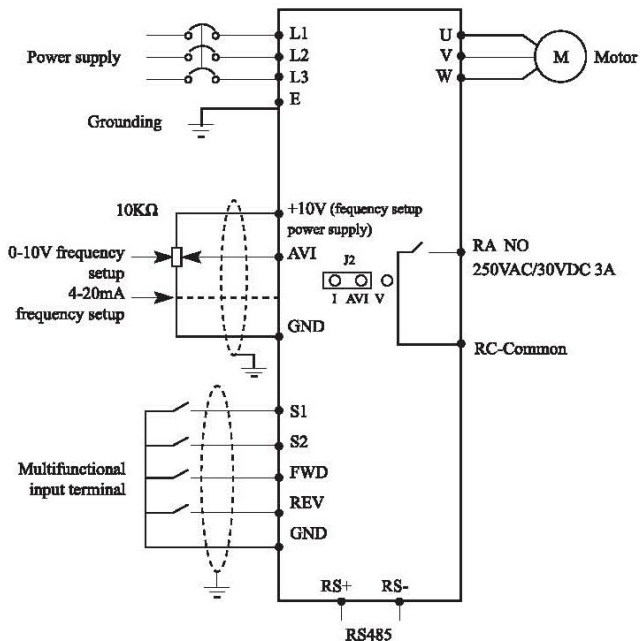 L1
Power supply
L2
L3
E
Grounding
U
V
W
M
Motor
10KΩ
+10V (fequency setup
power supply)
0-10V frequency
setup
AVI
4-20mA
frequency setup
GND
J2
I AVI V
RA NO
250VAC/30VDC 3A
RC-Common
S1
S2
Multifunctional
input terminal
FWD
REV
GND
RS+ RS-
RS485